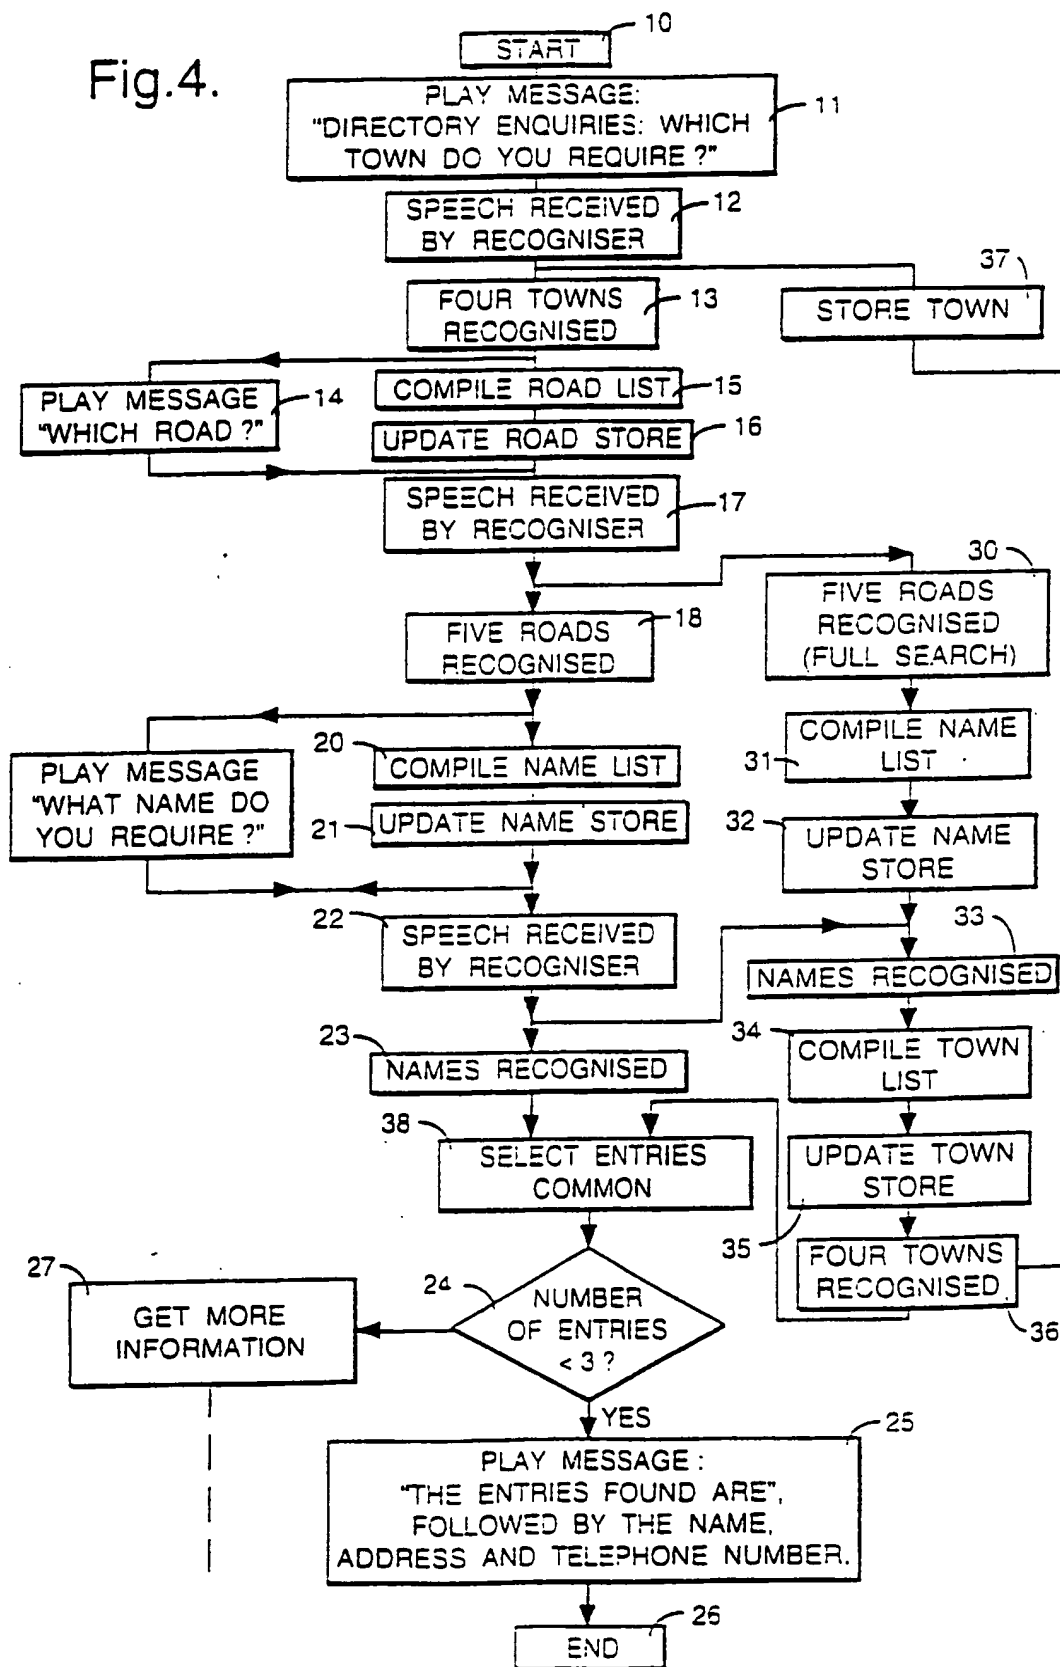 Fig.4.
10
START
PLAY MESSAGE:
"DIRECTORY ENQUIRIES: WHICH
TOWN DO YOU REQUIRE?"
11
SPEECH RECEIVED
BY RECOGNISER
12
FOUR TOWNS
RECOGNISED
13
37
STORE TOWN
PLAY MESSAGE
"WHICH ROAD?"
14
COMPILE ROAD LIST
15
UPDATE ROAD STORE
16
SPEECH RECEIVED
BY RECOGNISER
17
30
FIVE ROADS
RECOGNISED
(FULL SEARCH)
FIVE ROADS
RECOGNISED
18
31
COMPILE NAME
LIST
20
COMPILE NAME LIST
PLAY MESSAGE
"WHAT NAME DO
YOU REQUIRE?"
21
UPDATE NAME STORE
32
UPDATE NAME
STORE
22
SPEECH RECEIVED
BY RECOGNISER
33
NAMES RECOGNISED
23
NAMES RECOGNISED
34
COMPILE TOWN
LIST
38
SELECT ENTRIES
COMMON
UPDATE TOWN
STORE
35
FOUR TOWNS
RECOGNISED
36
27
GET MORE
INFORMATION
24
NUMBER
OF ENTRIES
< 3 ?
YES
25
PLAY MESSAGE :
"THE ENTRIES FOUND ARE",
FOLLOWED BY THE NAME,
ADDRESS AND TELEPHONE NUMBER.
26
END